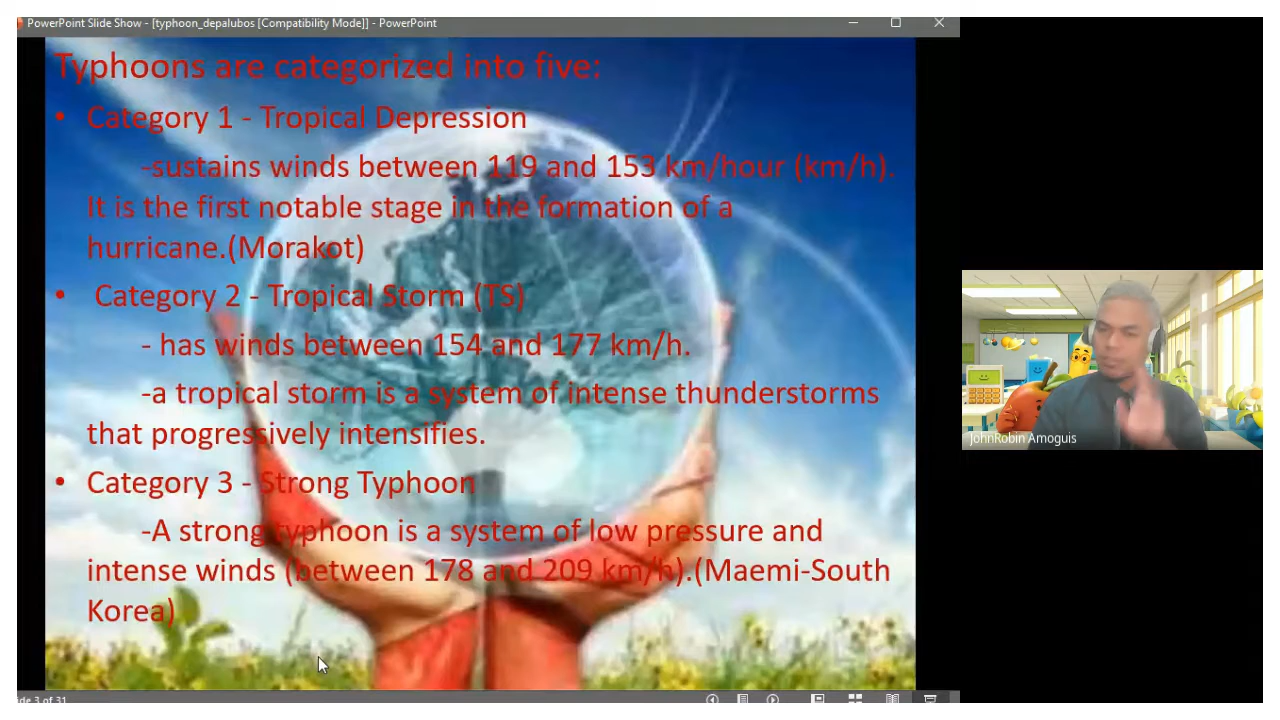 PowerPoint Slide Show - [typhoon_depalubos [Compatibility Mode]] - PowerPoint
Typhoons are categorized into five:
• Category 1 - Tropical Depression
-sustains winds between 119 and 153 km/hour (km/h).
It is the first notable stage in the formation of a
hurricane.(Morakot)
• Category 2 - Tropical Storm (TS)
- has winds between 154 and 177 km/h.
-a tropical storm is a system of intense thunderstorms
that progressively intensifies.
• Category 3 - Strong Typhoon
-A strong typhoon is a system of low pressure and
intense winds (between 178 and 209 km/h).(Maemi-South
Korea)
JohnRobin Amoguis
ide 3 of 31